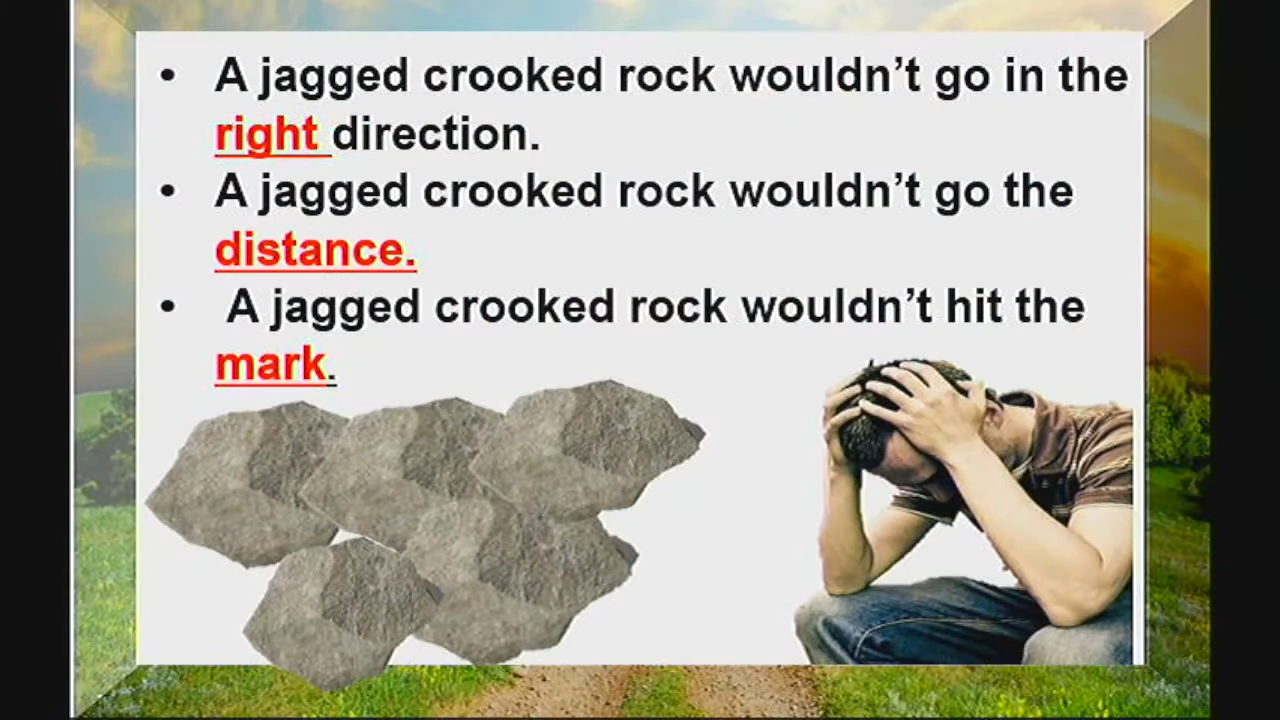 • A jagged crooked rock wouldn’t go in the
right direction.
• A jagged crooked rock wouldn’t go the
distance.
• A jagged crooked rock wouldn’t hit the
mark.